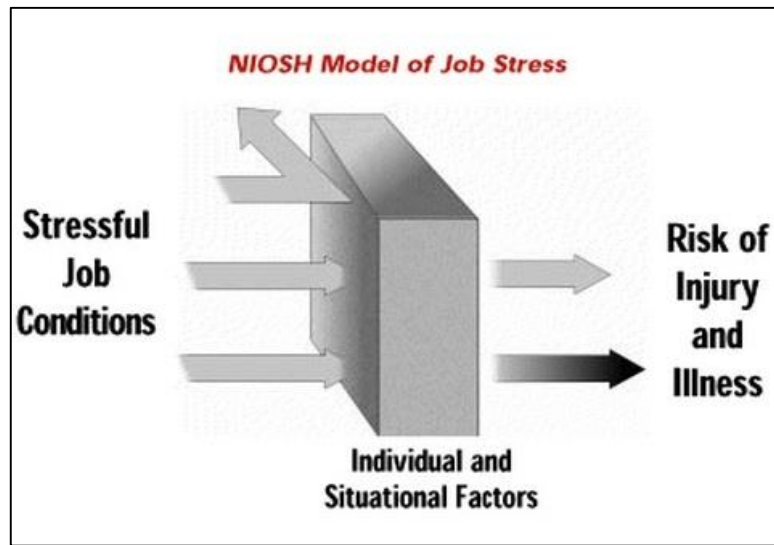 NIOSH Model of Job Stress
Stressful
Job
Conditions
Risk of
Injury
and
Illness
Individual and
Situational Factors